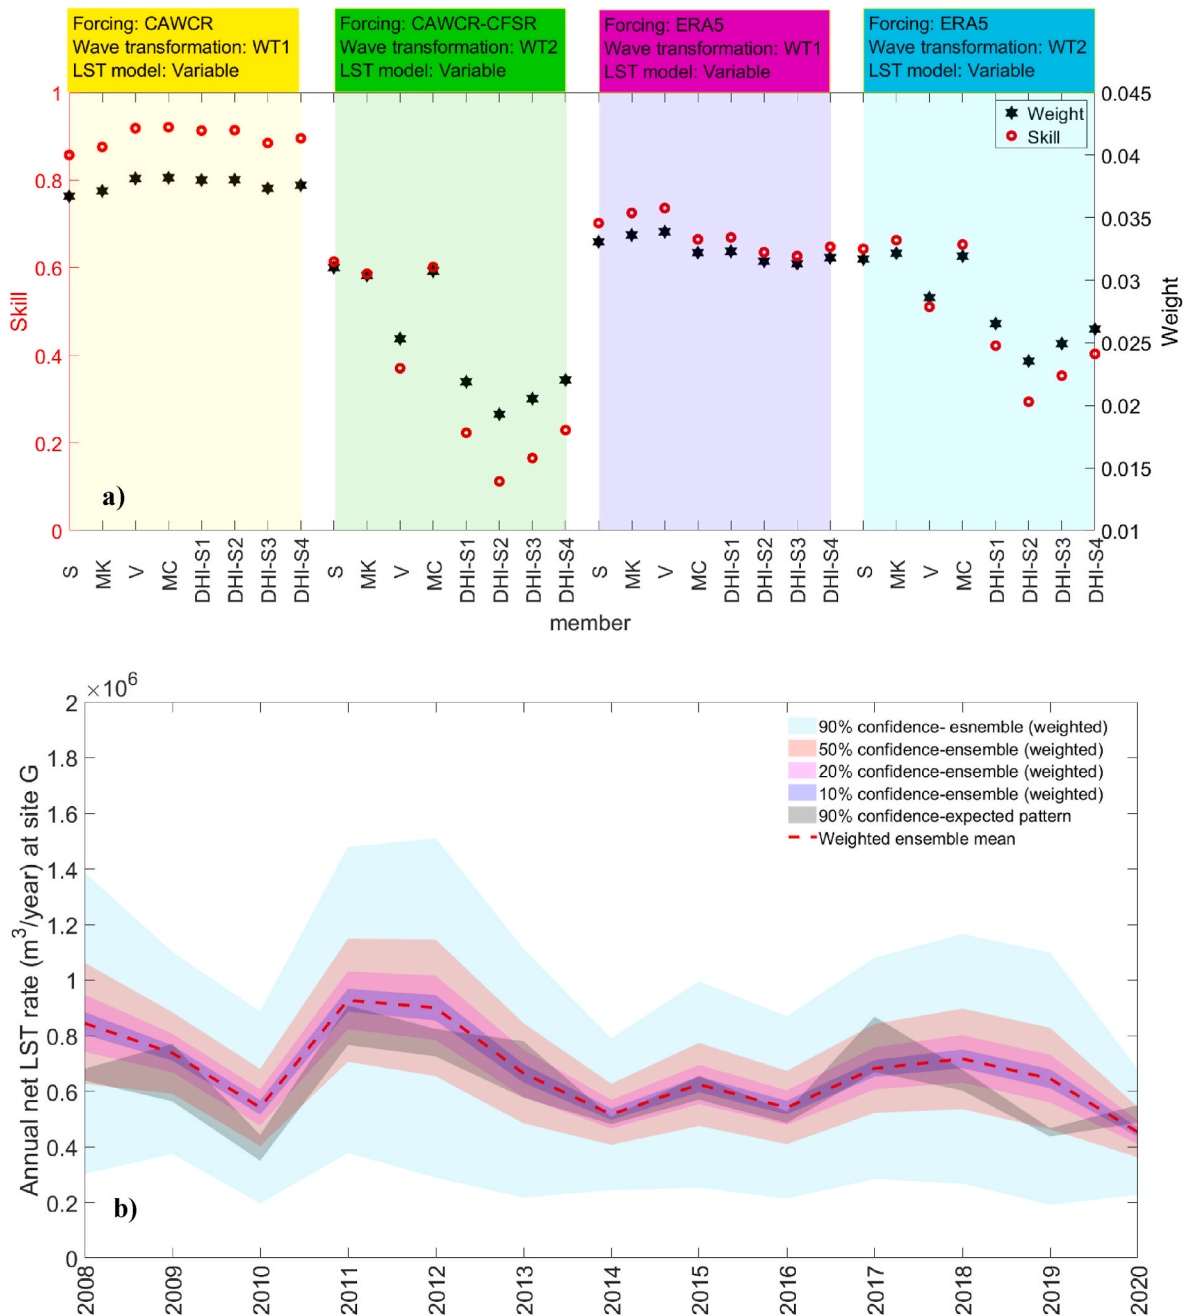 Forcing: CAWCR
Wave transformation: WT1
LST model: Variable
Forcing: CAWCR-CFSR
Wave transformation: WT2
LST model: Variable
Forcing: ERA5
Wave transformation: WT1
LST model: Variable
Forcing: ERA5
Wave transformation: WT2
LST model: Variable
1
0.8
0.6
0.4
0.2
0
Skill
Weight
Skill
0.045
0.04
0.035
0.03
0.025
0.02
0.015
0.01
Weight
a)
S
MK
V
MC
DHI-S1
DHI-S2
DHI-S3
DHI-S4
S
MK
V
MC
DHI-S1
DHI-S2
DHI-S3
DHI-S4
S
MK
V
MC
DHI-S1
DHI-S2
DHI-S3
DHI-S4
S
MK
V
MC
DHI-S1
DHI-S2
DHI-S3
DHI-S4
member
×10⁶
2
1.8
1.6
1.4
1.2
1
0.8
0.6
0.4
0.2
0
Annual net LST rate (m³/year) at site G
90% confidence- esnemble (weighted)
50% confidence-ensemble (weighted)
20% confidence-ensemble (weighted)
10% confidence-ensemble (weighted)
90% confidence-expected pattern
Weighted ensemble mean
b)
2008
2009
2010
2011
2012
2013
2014
2015
2016
2017
2018
2019
2020